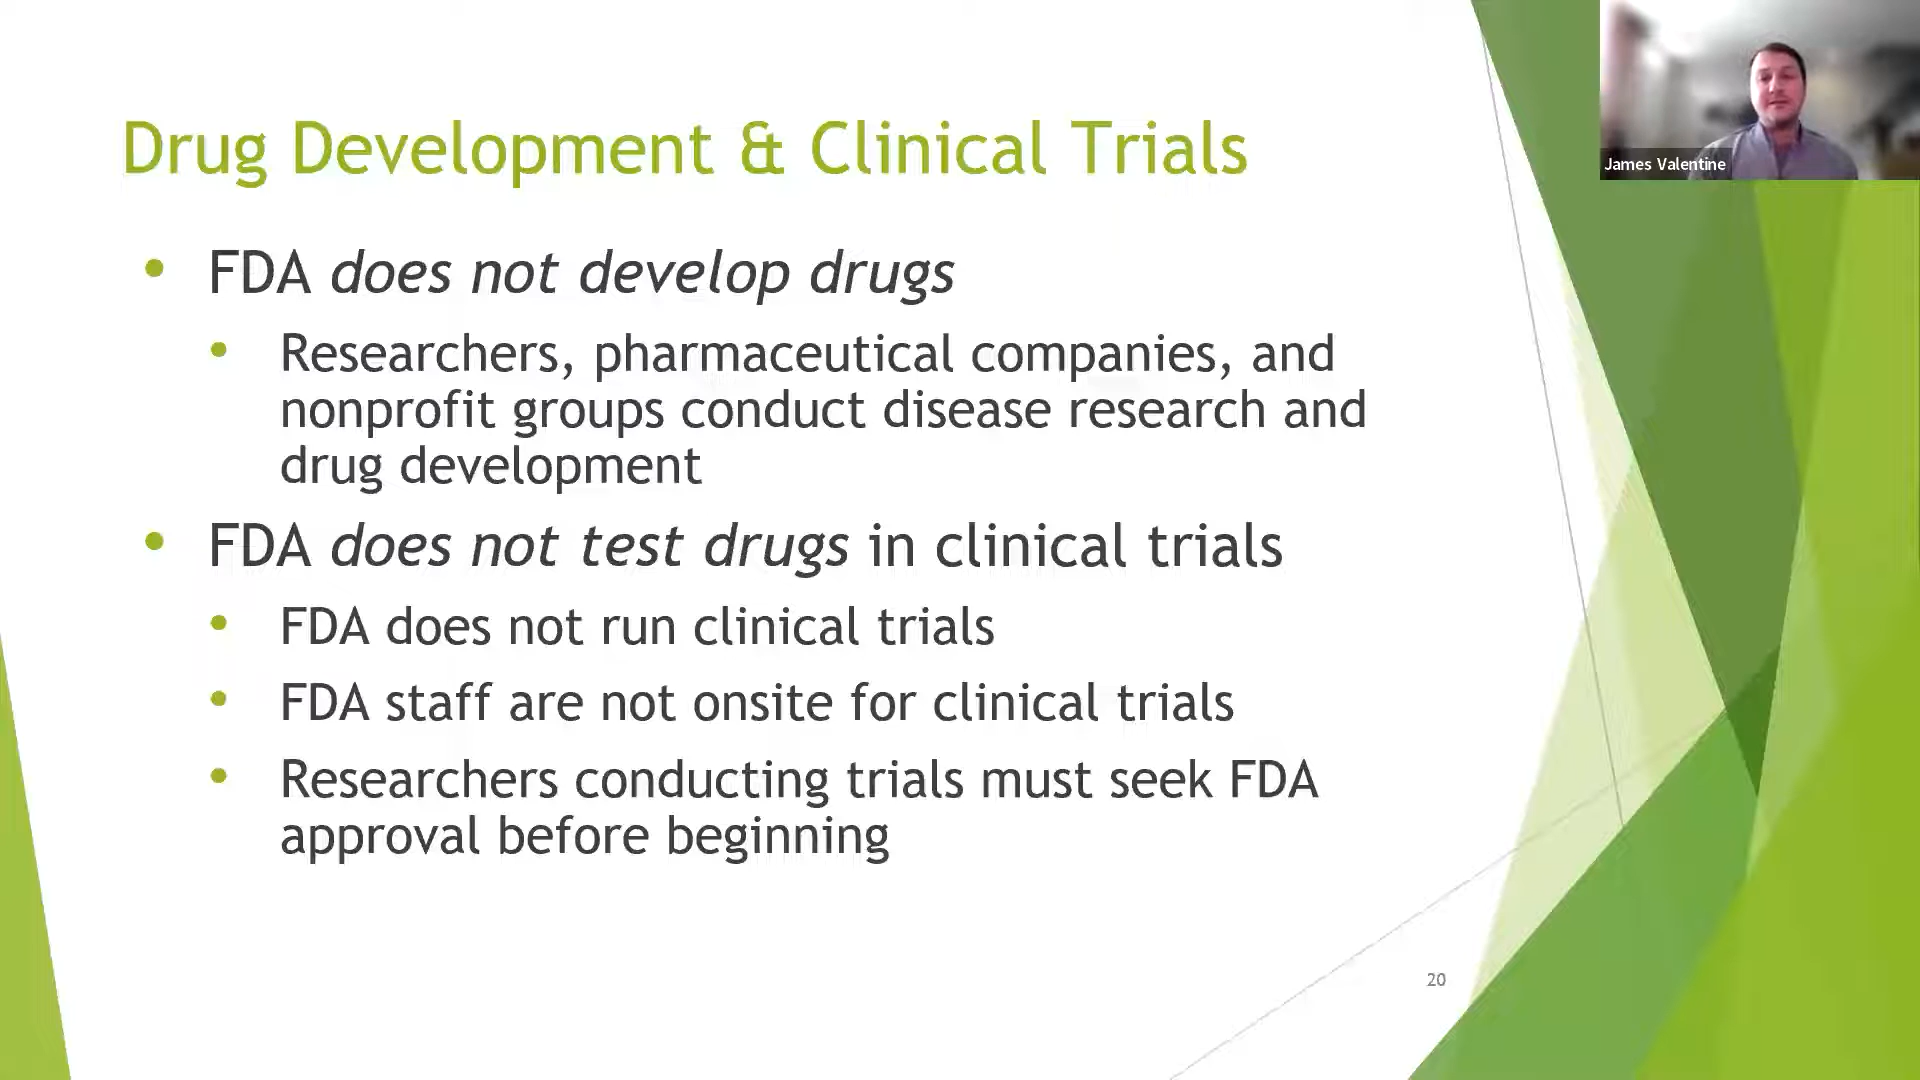 Drug Development & Clinical Trials
James Valentine
• FDA does not develop drugs
• Researchers, pharmaceutical companies, and
nonprofit groups conduct disease research and
drug development
• FDA does not test drugs in clinical trials
• FDA does not run clinical trials
• FDA staff are not onsite for clinical trials
• Researchers conducting trials must seek FDA
approval before beginning
20